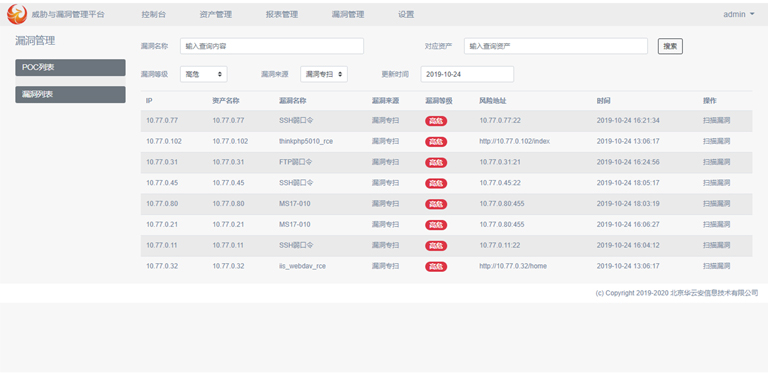 威胁与漏洞管理平台 控制台 资产管理 报表管理 漏洞管理 设置 admin
漏洞管理
POC列表
漏洞列表
漏洞名称 输入查询内容 对应资产 输入查询资产 搜索
漏洞等级 高危 漏洞来源 漏洞专扫 更新时间 2019-10-24
IP 资产名称 漏洞名称 漏洞来源 漏洞等级 风险地址 时间 操作
10.77.0.77 10.77.0.77 SSH弱口令 漏洞专扫 高危 10.77.0.77:22 2019-10-24 16:21:34 扫描漏洞
10.77.0.102 10.77.0.102 thinkphp5010_rce 漏洞专扫 高危 http://10.77.0.102/index 2019-10-24 13:06:17 扫描漏洞
10.77.0.31 10.77.0.31 FTP弱口令 漏洞专扫 高危 10.77.0.31:21 2019-10-24 16:24:56 扫描漏洞
10.77.0.45 10.77.0.45 SSH弱口令 漏洞专扫 高危 10.77.0.45:22 2019-10-24 18:05:17 扫描漏洞
10.77.0.80 10.77.0.80 MS17-010 漏洞专扫 高危 10.77.0.80:455 2019-10-24 18:03:19 扫描漏洞
10.77.0.21 10.77.0.21 MS17-010 漏洞专扫 高危 10.77.0.80:455 2019-10-24 16:06:27 扫描漏洞
10.77.0.11 10.77.0.11 SSH弱口令 漏洞专扫 高危 10.77.0.11:22 2019-10-24 16:04:12 扫描漏洞
10.77.0.32 10.77.0.32 iis_webdav_rce 漏洞专扫 高危 http://10.77.0.32/home 2019-10-24 13:06:17 扫描漏洞
(c) Copyright 2019-2020 北京华云安信息技术有限公司